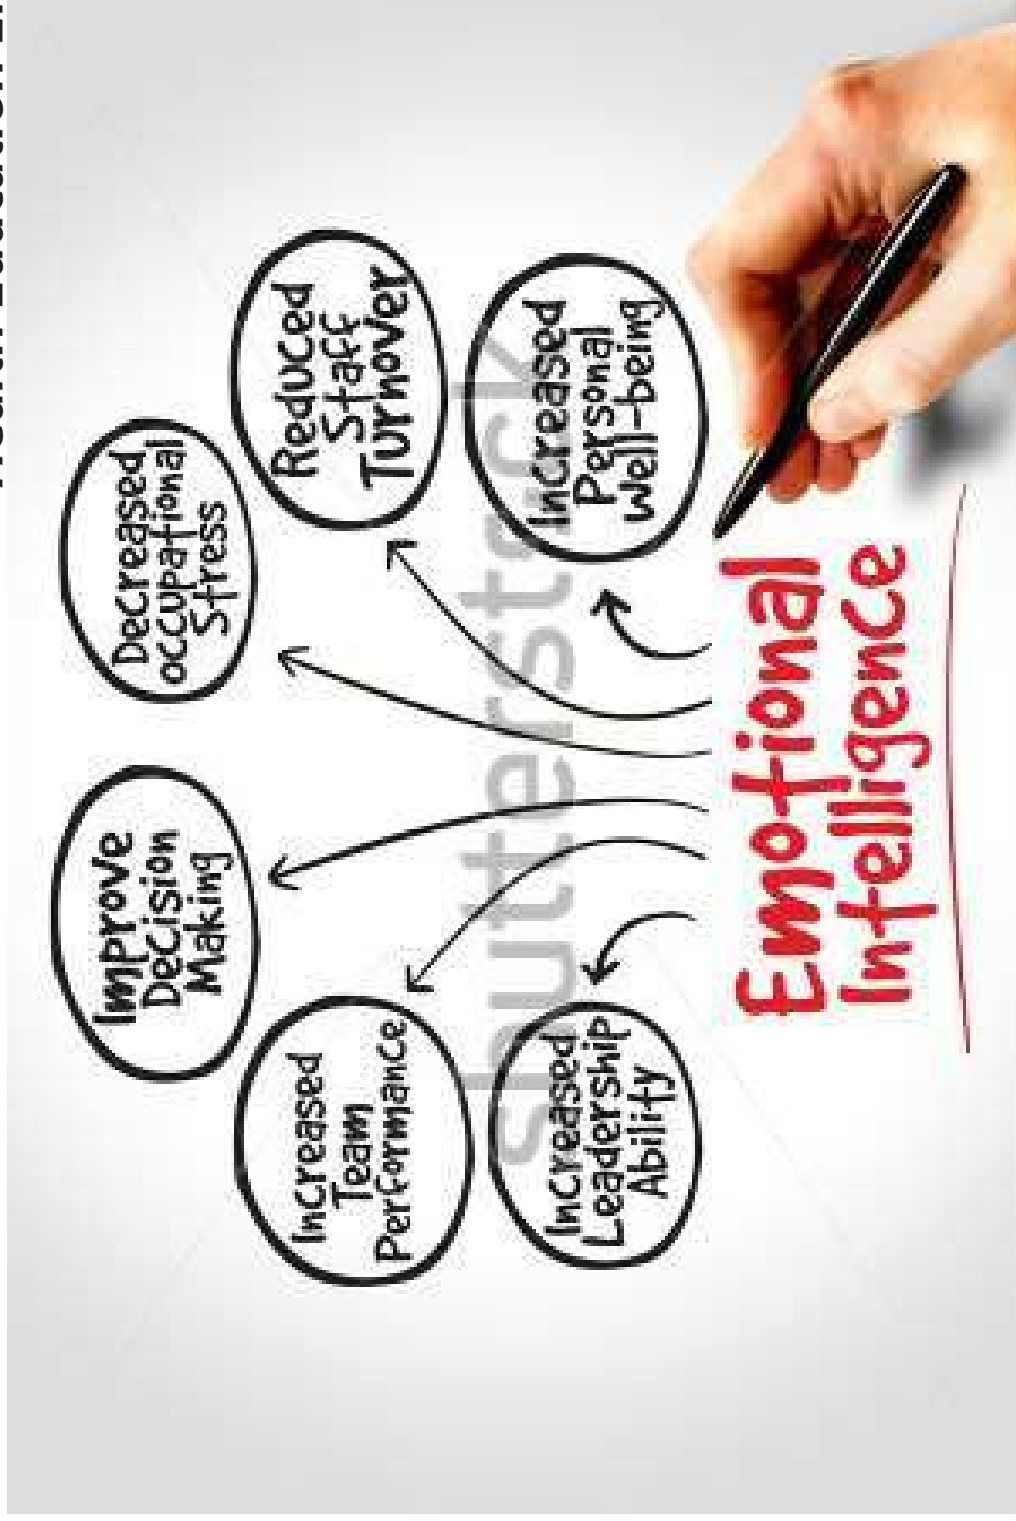 Increased
Leadership
Ability
Increased
Team
Performance
Improve
Decision
Making
Decreased
occupational
Stress
Reduced
Staff
Turnover
Increased
Personal
well-being
Emotional
Intelligence
shutterstock